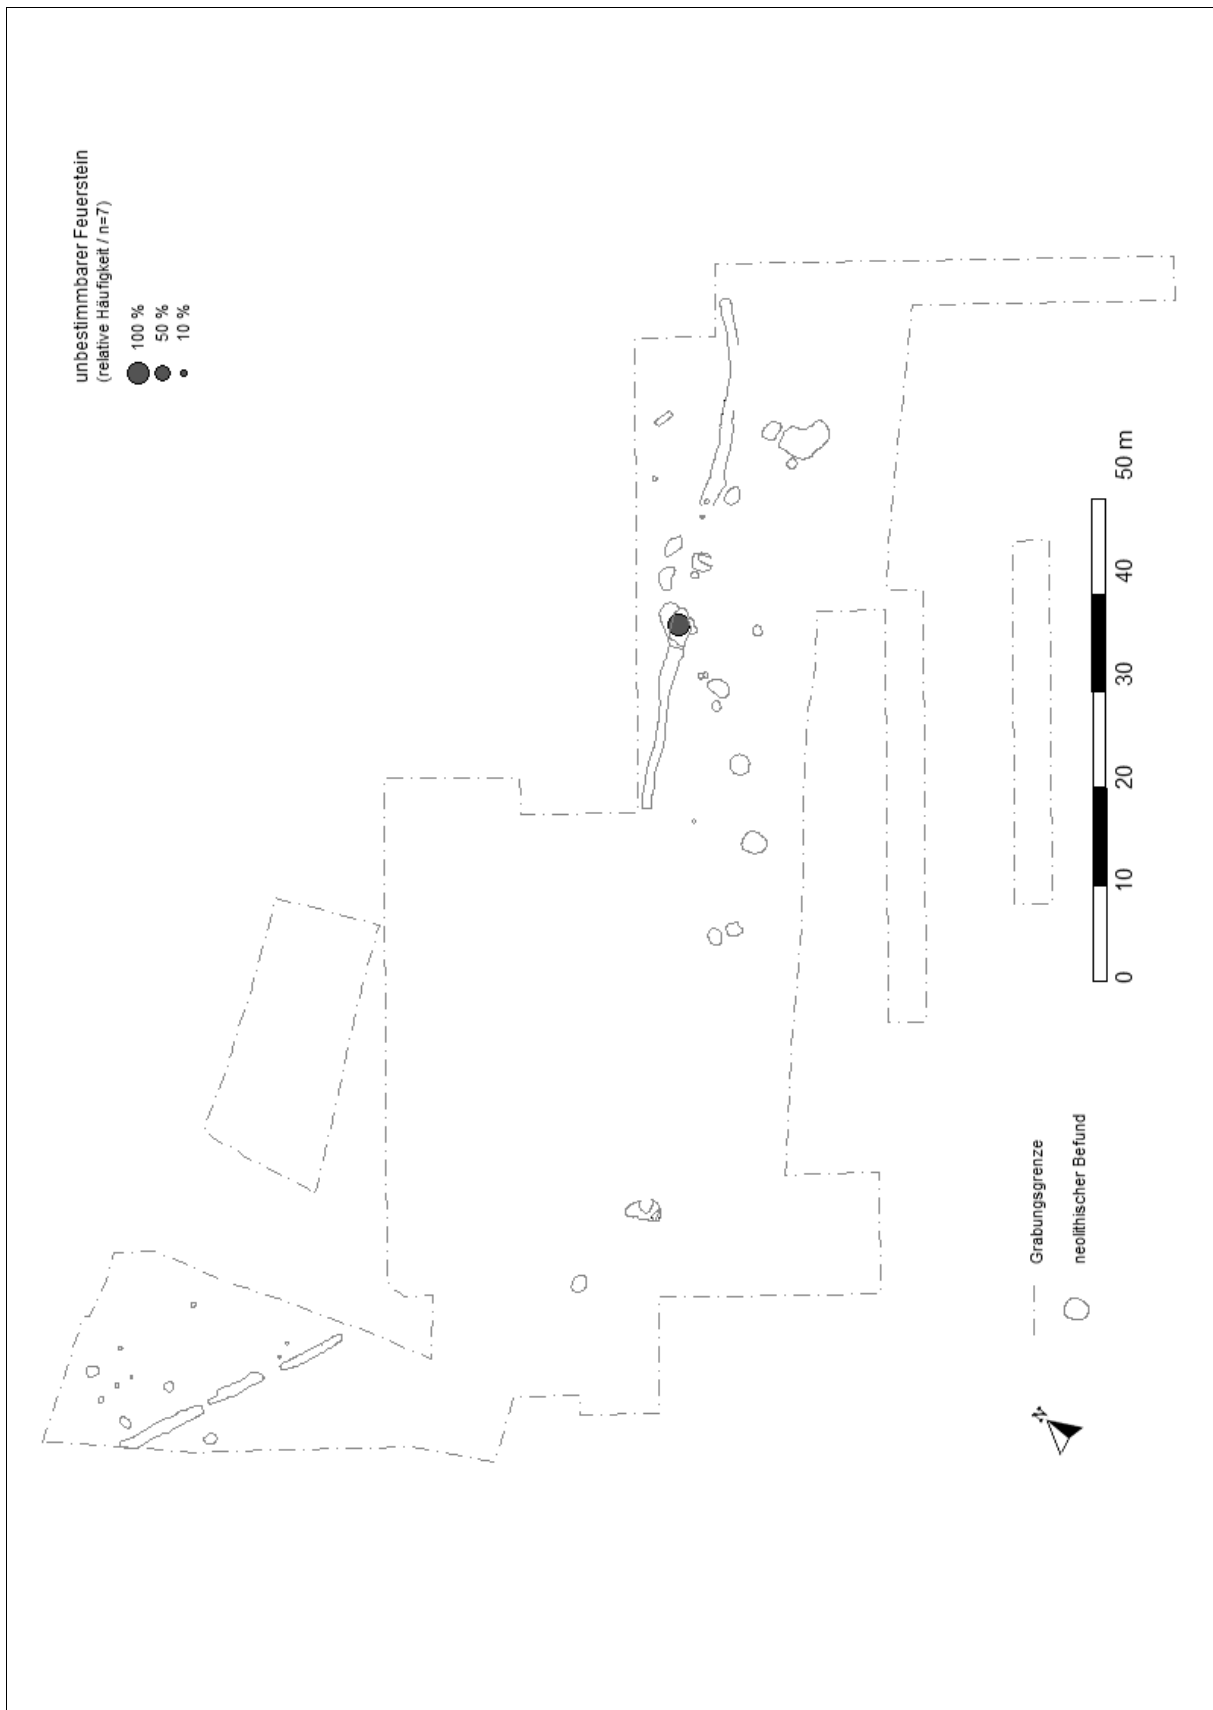 unbestimmbarer Feuerstein
(relative Häufigkeit / n=7)
100 %
50 %
10 %
0
10
20
30
40
50 m
Grabungsgrenze
neolithischer Befund
N